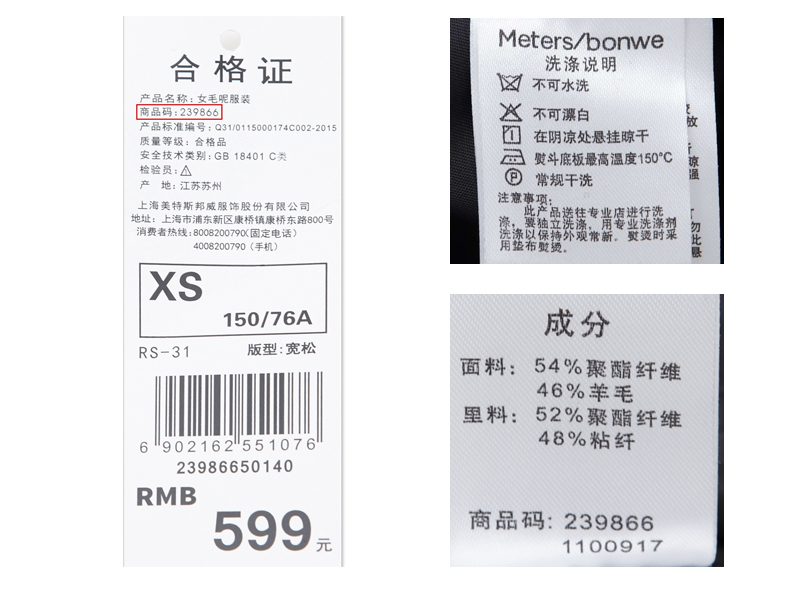 合格证
产品名称：女毛呢服装
商品码：239866
产品标准编号：Q31/0115000174C002-2015
质量等级：合格品
安全技术类别：GB 18401 C类
检验员：
产 地：江苏苏州
上海美特斯邦威服饰股份有限公司
地址：上海市浦东新区康桥镇康桥东路800号
消费者热线：8008200790(固定电话)
4008200790（手机）
XS
150/76A
RS-31 版型：宽松
6 902162 551076
23986650140
RMB
599元
Meters/bonwe
洗涤说明
不可水洗
不可漂白
在阴凉处悬挂晾干
熨斗底板最高温度150℃
P 常规干洗
注意事项：
此产品送往专业店进行洗
涤，要独立洗涤，用专业洗涤剂
洗涤以保持外观常新。熨烫时采
用垫布熨烫。
成分
面料：54%聚酯纤维
46%羊毛
里料：52%聚酯纤维
48%粘纤
商品码：239866
1100917